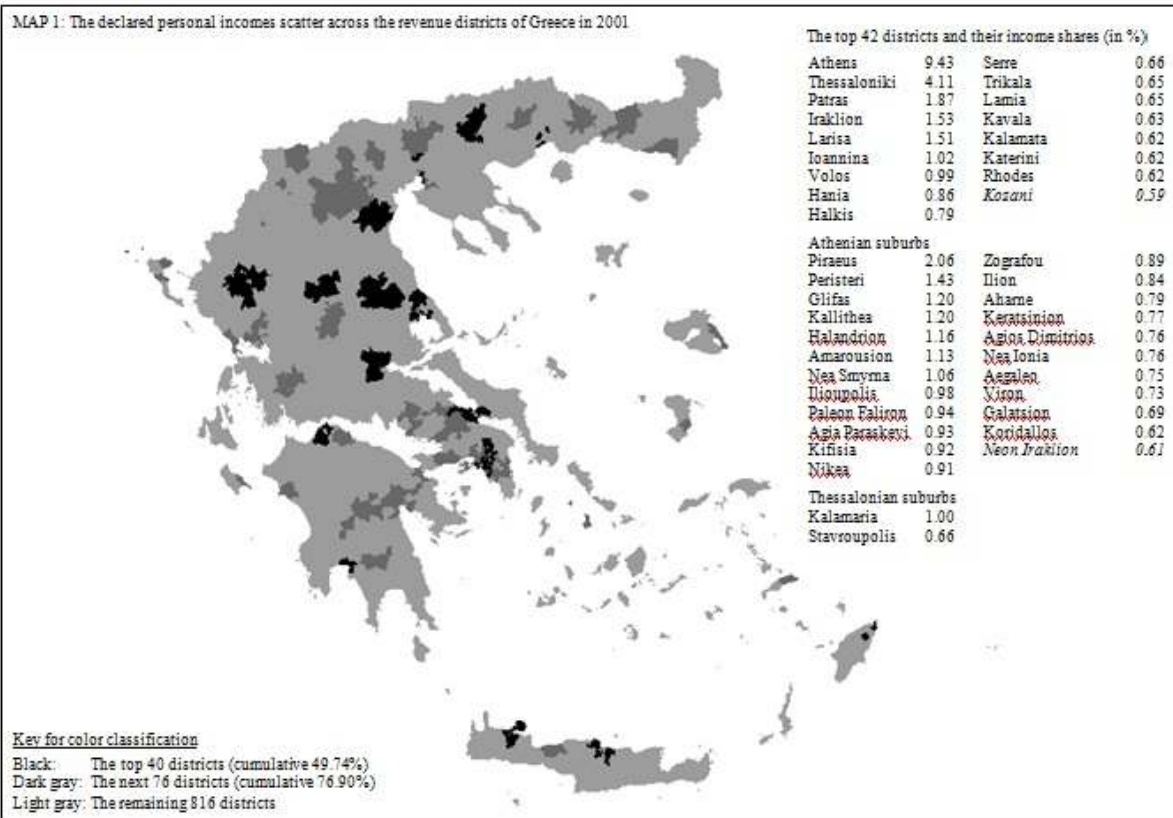 MAP 1: The declared personal incomes scatter across the revenue districts of Greece in 2001
The top 42 districts and their income shares (in %)
Athens 9.43 Serre 0.66
Thessaloniki 4.11 Trikala 0.65
Patras 1.87 Lamia 0.65
Iraklion 1.53 Kavala 0.63
Larisa 1.51 Kalamata 0.62
Ioannina 1.02 Katerini 0.62
Volos 0.99 Rhodes 0.62
Hania 0.86 Kozani 0.59
Halkis 0.79
Athenian suburbs
Piraeus 2.06 Zografou 0.89
Peristeri 1.43 Ilion 0.84
Glifas 1.20 Aharne 0.79
Kallithea 1.20 Keratsinion 0.77
Halandrion 1.16 Agios Dimitrios 0.76
Amarousion 1.13 Nea Ionia 0.76
Nea Smyrna 1.06 Aegaleo 0.75
Ilioupolis 0.98 Viron 0.73
Paleon Faliron 0.94 Galatsion 0.69
Agia Paraskevi 0.93 Koridallos 0.62
Kifisia 0.92 Neon Iraklion 0.61
Nikea 0.91
Thessalonian suburbs
Kalamaria 1.00
Stavroupolis 0.66
Key for color classification
Black: The top 40 districts (cumulative 49.74%)
Dark gray: The next 76 districts (cumulative 76.90%)
Light gray: The remaining 816 districts